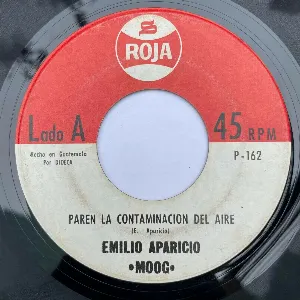 ROJA
Lado A
45 RPM
Hecho en Guatemala
Por DIDECA
P-162
PAREN LA CONTAMINACION DEL AIRE
(E. Aparicio)
EMILIO APARICIO
•MOOG•